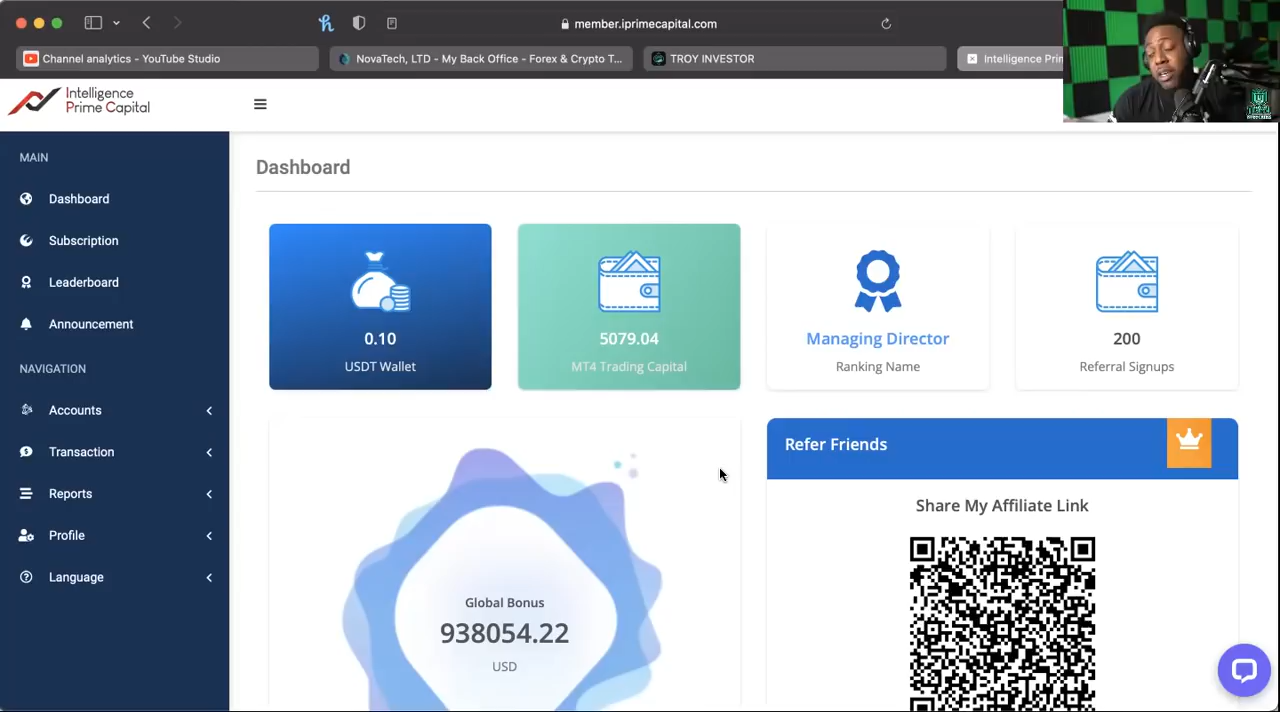 member.iprimecapital.com
Channel analytics - YouTube Studio
NovaTech, LTD - My Back Office - Forex & Crypto T...
TROY INVESTOR
Intelligence Prim
Intelligence
Prime Capital
MAIN
Dashboard
Subscription
Leaderboard
Announcement
NAVIGATION
Accounts
Transaction
Reports
Profile
Language
Dashboard
0.10
USDT Wallet
5079.04
MT4 Trading Capital
Managing Director
Ranking Name
200
Referral Signups
Global Bonus
938054.22
USD
Refer Friends
Share My Affiliate Link